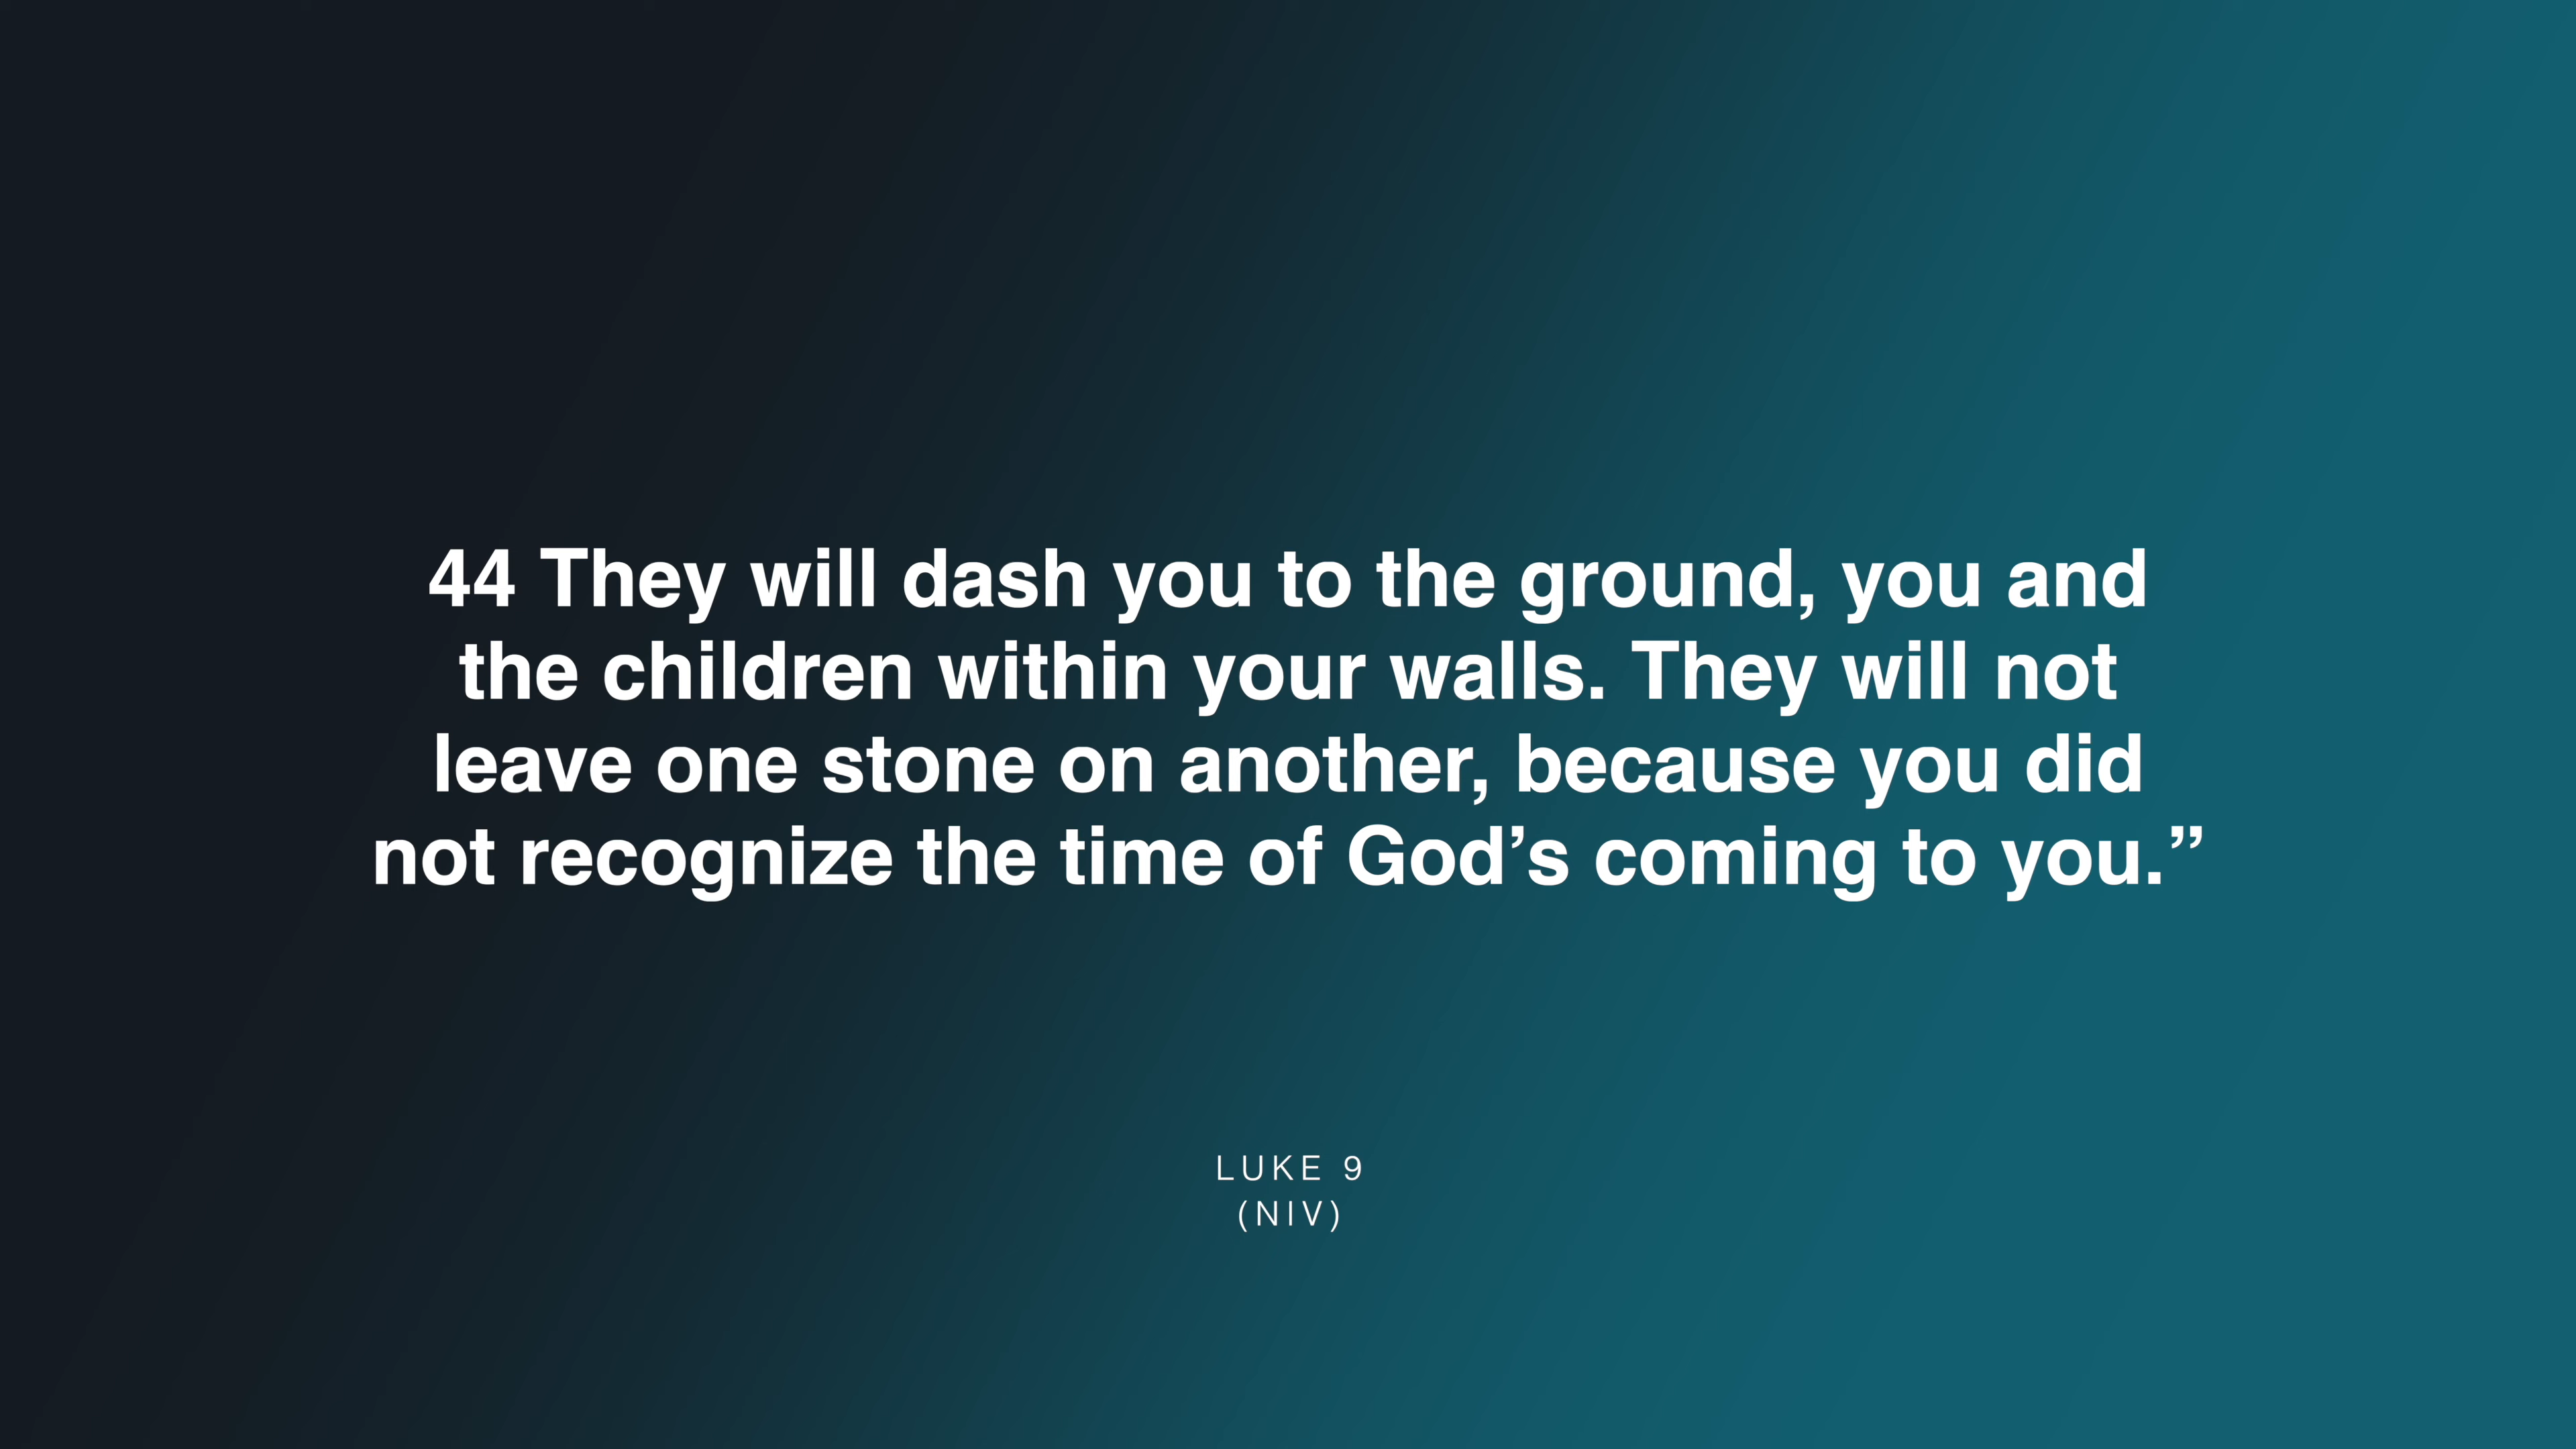 44 They will dash you to the ground, you and
the children within your walls. They will not
leave one stone on another, because you did
not recognize the time of God’s coming to you.”
LUKE 9
(NIV)